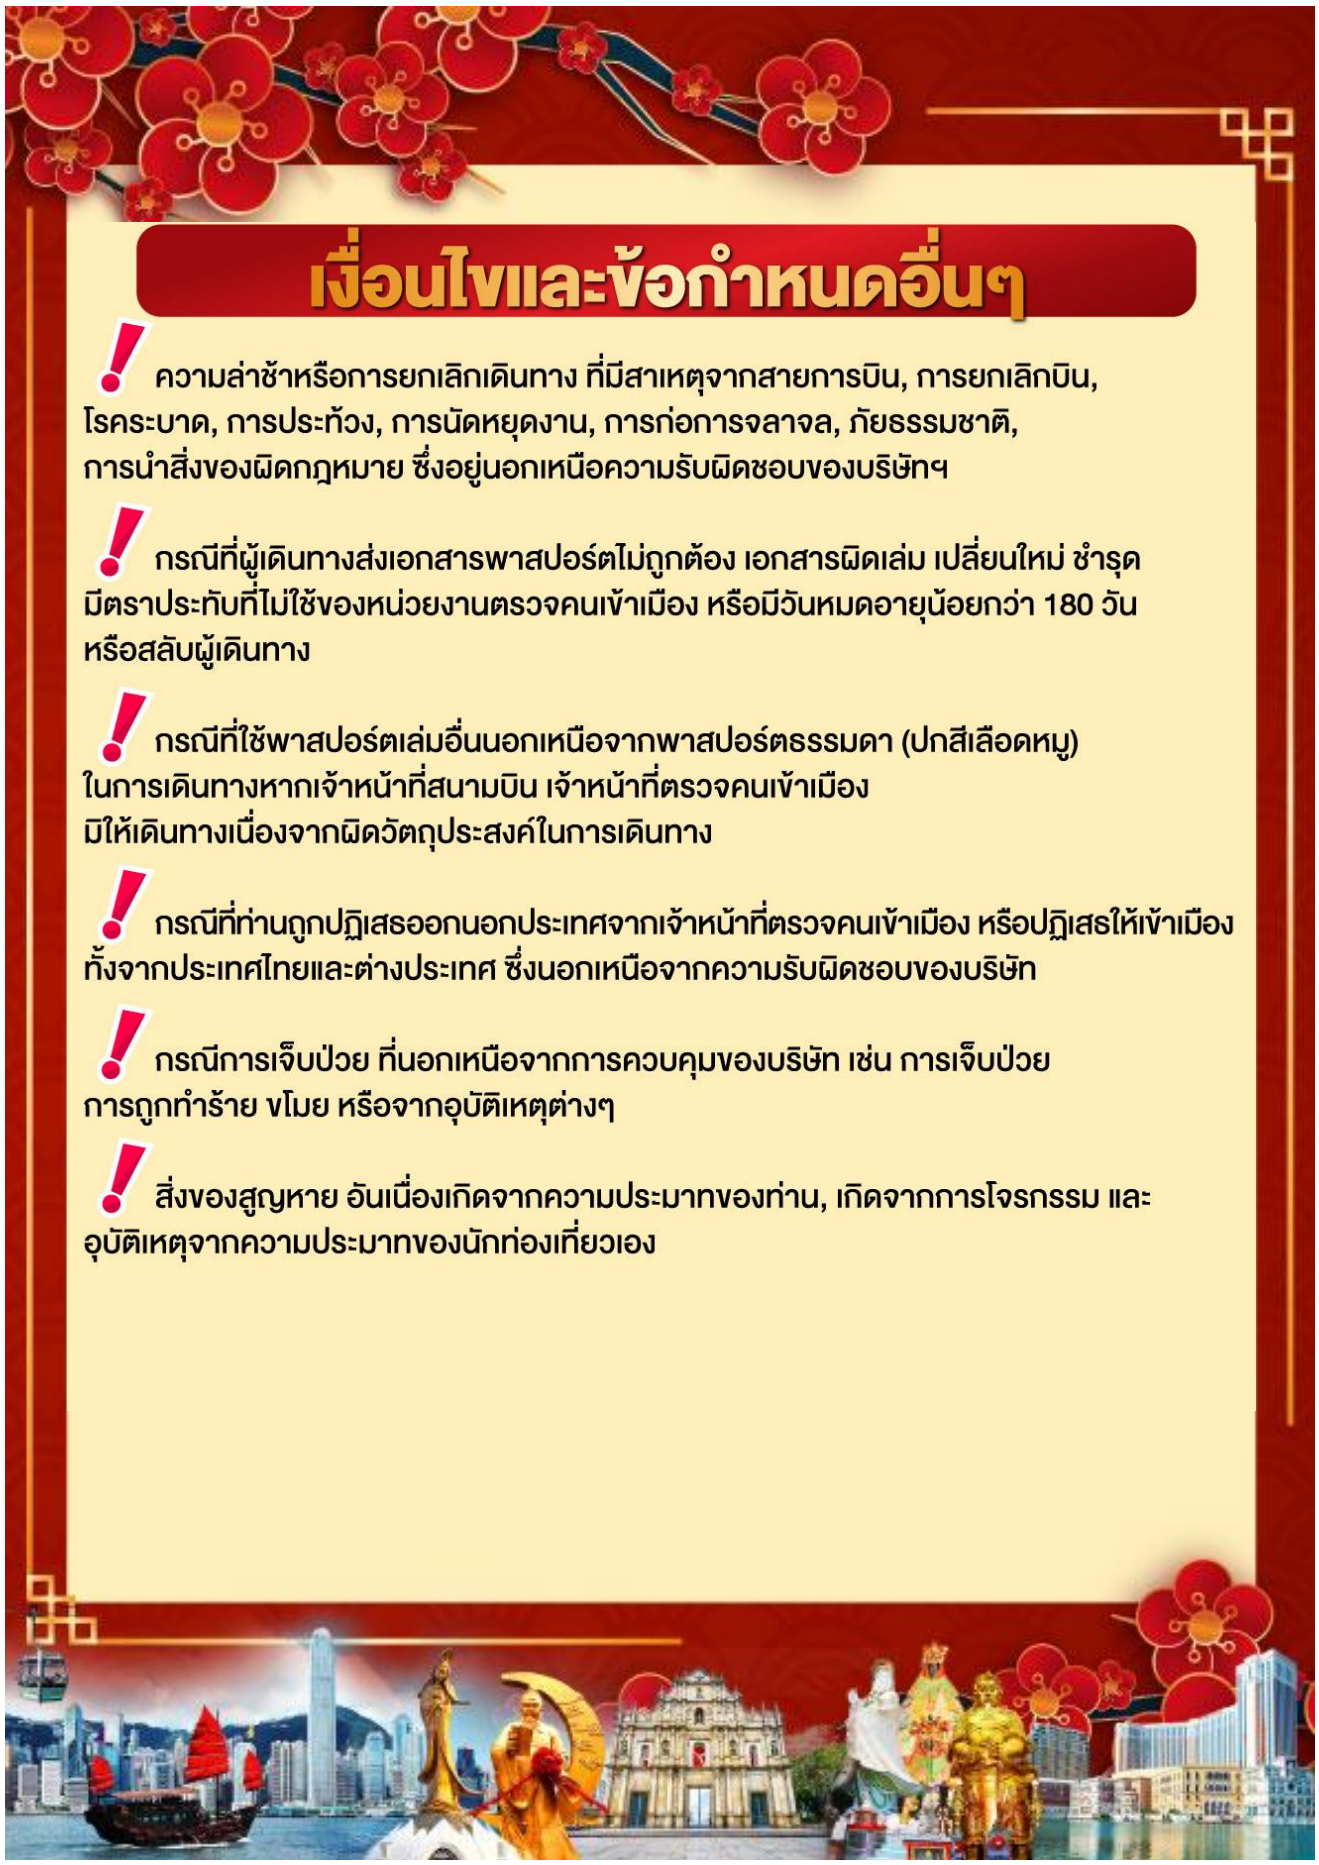 เงื่อนไขและข้อกำหนดอื่นๆ
ความล่าช้าหรือการยกเลิกเดินทาง ที่มีสาเหตุจากสายการบิน, การยกเลิกบิน,
โรคระบาด, การประท้วง, การนัดหยุดงาน, การก่อการจลาจล, ภัยธรรมชาติ,
การนำสิ่งของผิดกฎหมาย ซึ่งอยู่นอกเหนือความรับผิดชอบของบริษัทฯ
กรณีที่ผู้เดินทางส่งเอกสารพาสปอร์ตไม่ถูกต้อง เอกสารผิดเล่ม เปลี่ยนใหม่ ชำรุด
มีตราประทับที่ไม่ใช้ของหน่วยงานตรวจคนเข้าเมือง หรือมีวันหมดอายุน้อยกว่า 180 วัน
หรือสลับผู้เดินทาง
กรณีที่ใช้พาสปอร์ตเล่มอื่นนอกเหนือจากพาสปอร์ตธรรมดา (ปกสีเลือดหมู)
ในการเดินทางหากเจ้าหน้าที่สนามบิน เจ้าหน้าที่ตรวจคนเข้าเมือง
มิให้เดินทางเนื่องจากผิดวัตถุประสงค์ในการเดินทาง
กรณีที่ท่านถูกปฏิเสธออกนอกประเทศจากเจ้าหน้าที่ตรวจคนเข้าเมือง หรือปฏิเสธให้เข้าเมือง
ทั้งจากประเทศไทยและต่างประเทศ ซึ่งนอกเหนือจากความรับผิดชอบของบริษัท
กรณีการเจ็บป่วย ที่นอกเหนือจากการควบคุมของบริษัท เช่น การเจ็บป่วย
การถูกทำร้าย ขโมย หรือจากอุบัติเหตุต่างๆ
สิ่งของสูญหาย อันเนื่องเกิดจากความประมาทของท่าน, เกิดจากการโจรกรรม และ
อุบัติเหตุจากความประมาทของนักท่องเที่ยวเอง